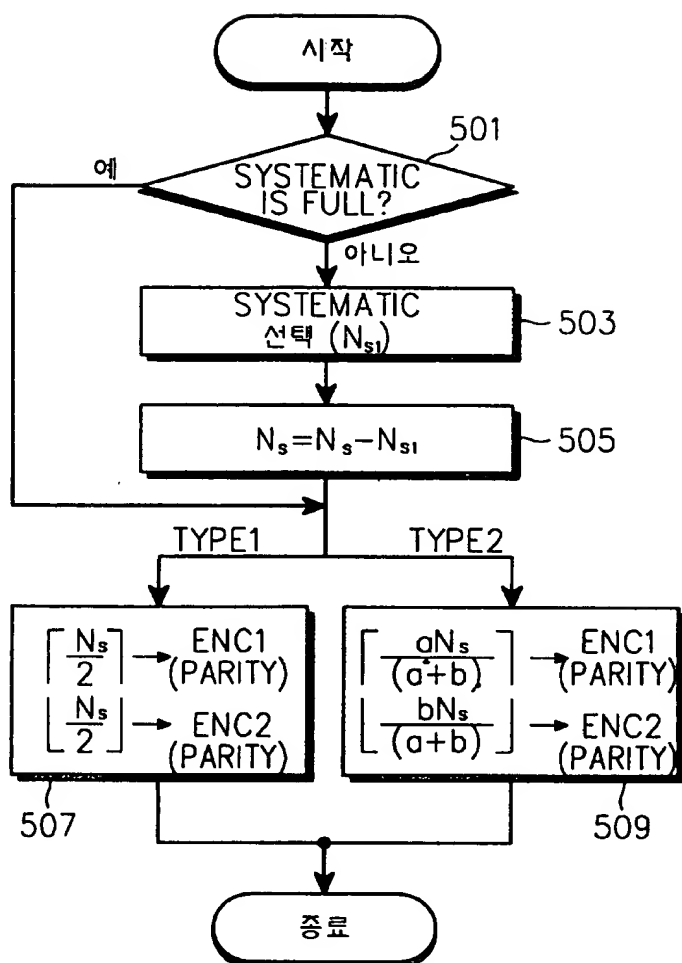 시작
501
예
SYSTEMATIC
IS FULL?
아니오
SYSTEMATIC
선택 (Ns1)
503
Ns=Ns-Ns1
505
TYPE1
TYPE2
⌈Ns/2⌉ → ENC1
(PARITY)
⌊Ns/2⌋ → ENC2
(PARITY)
507
⌈aNs/(a+b)⌉ → ENC1
(PARITY)
⌊bNs/(a+b)⌋ → ENC2
(PARITY)
509
종료